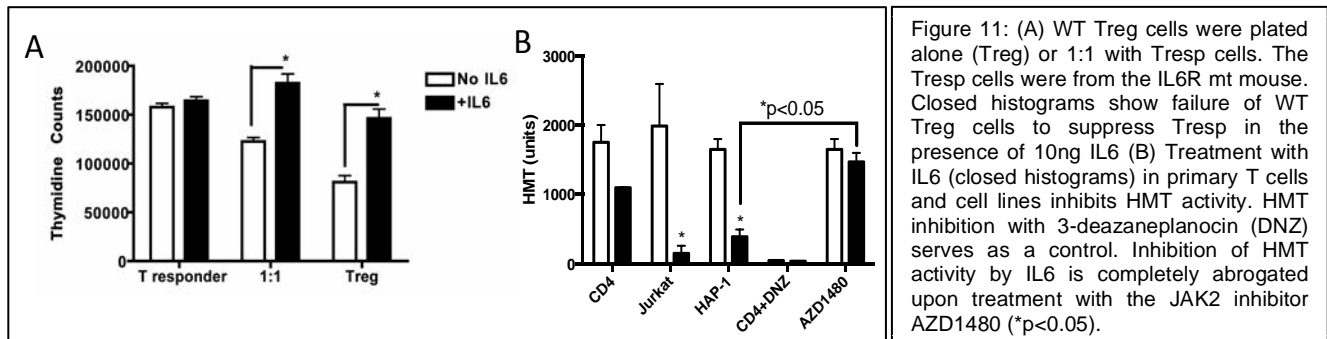 A
Thymidine Counts
200000
150000
100000
50000
0
T responder
1:1
Treg
*
*
No IL6
+IL6
B
HMT (units)
3000
2000
1000
0
CD4
Jurkat
HAP-1
CD4+DNZ
AZD1480
*
*
*p<0.05
Figure 11: (A) WT Treg cells were plated
alone (Treg) or 1:1 with Tresp cells. The
Tresp cells were from the IL6R mt mouse.
Closed histograms show failure of WT
Treg cells to suppress Tresp in the
presence of 10ng IL6 (B) Treatment with
IL6 (closed histograms) in primary T cells
and cell lines inhibits HMT activity. HMT
inhibition with 3-deazaneplanocin (DNZ)
serves as a control. Inhibition of HMT
activity by IL6 is completely abrogated
upon treatment with the JAK2 inhibitor
AZD1480 (*p<0.05).